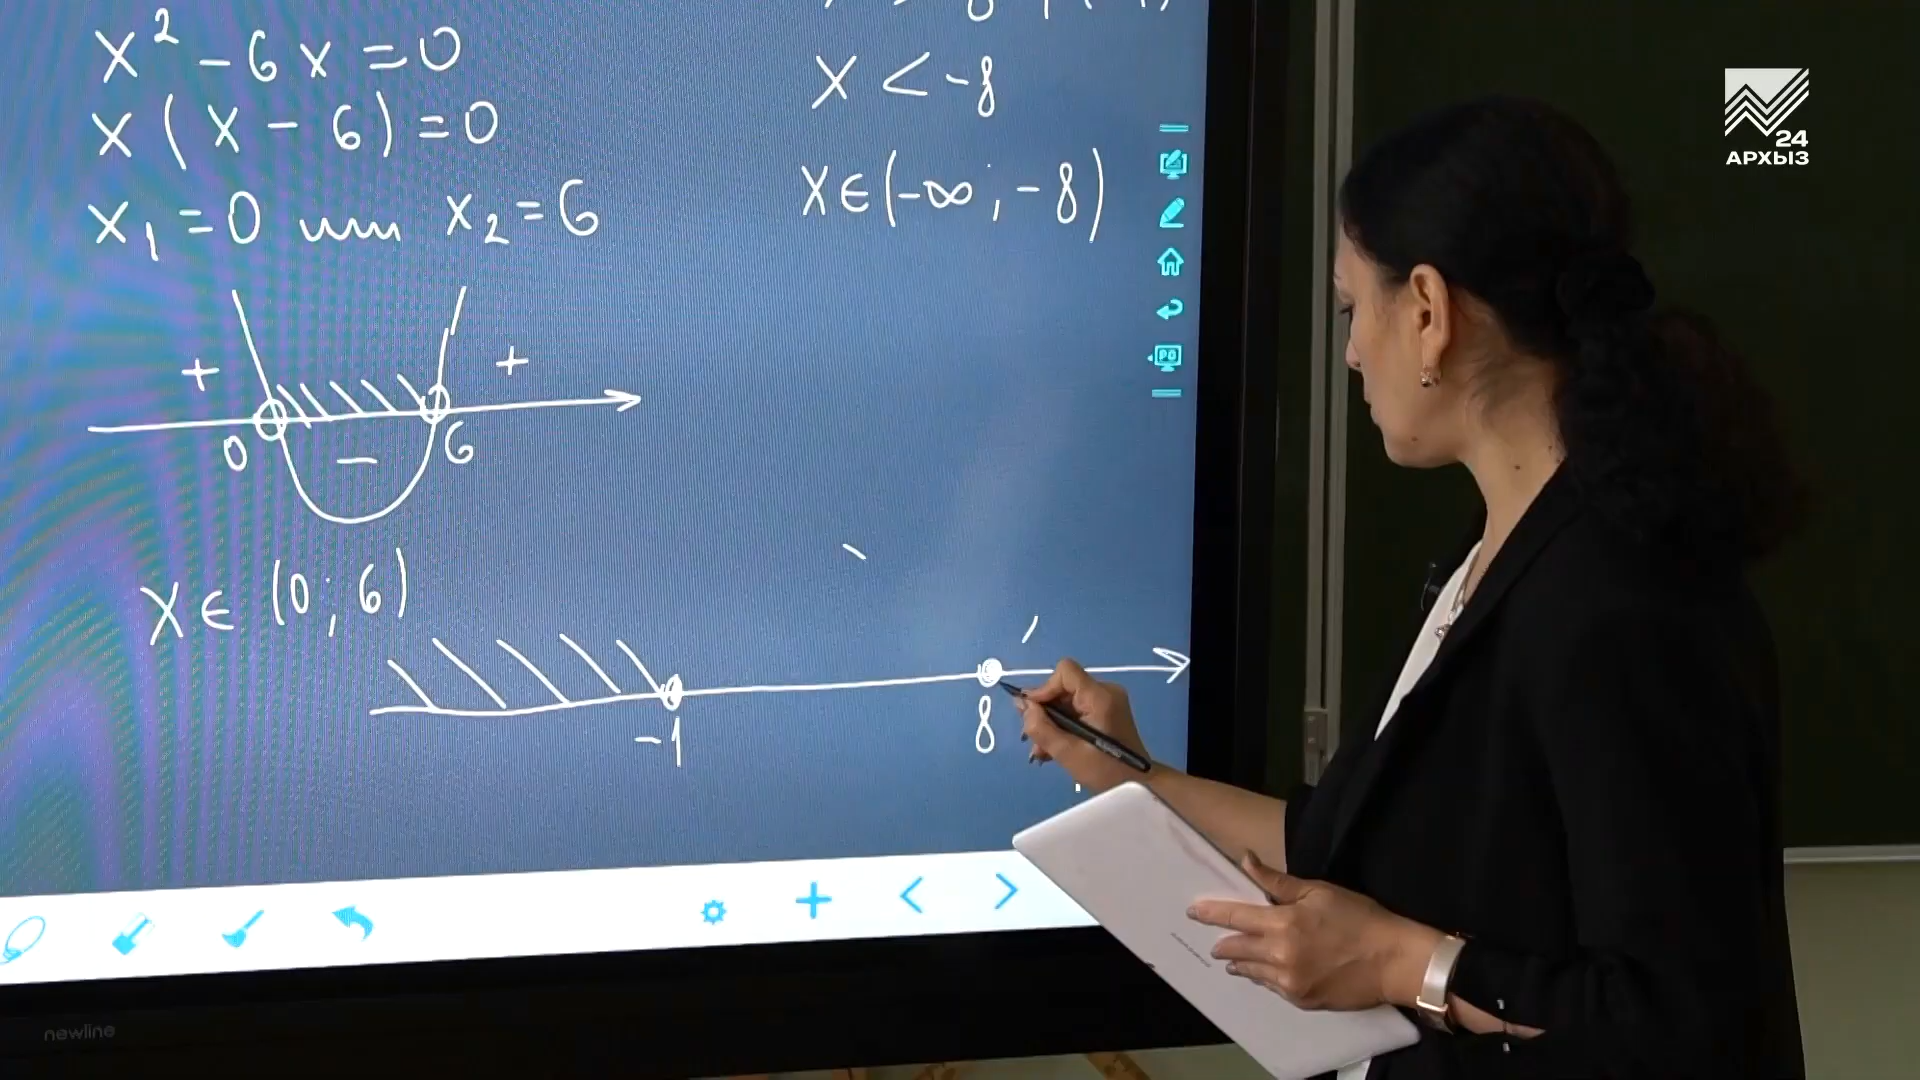 x² - 6x = 0
x(x - 6) = 0
x₁ = 0 или x₂ = 6
+ +
0 - 6
x ∈ (0; 6)
x < -8
x ∈ (-∞; -8)
-1 8
24
АРХЫЗ
newline